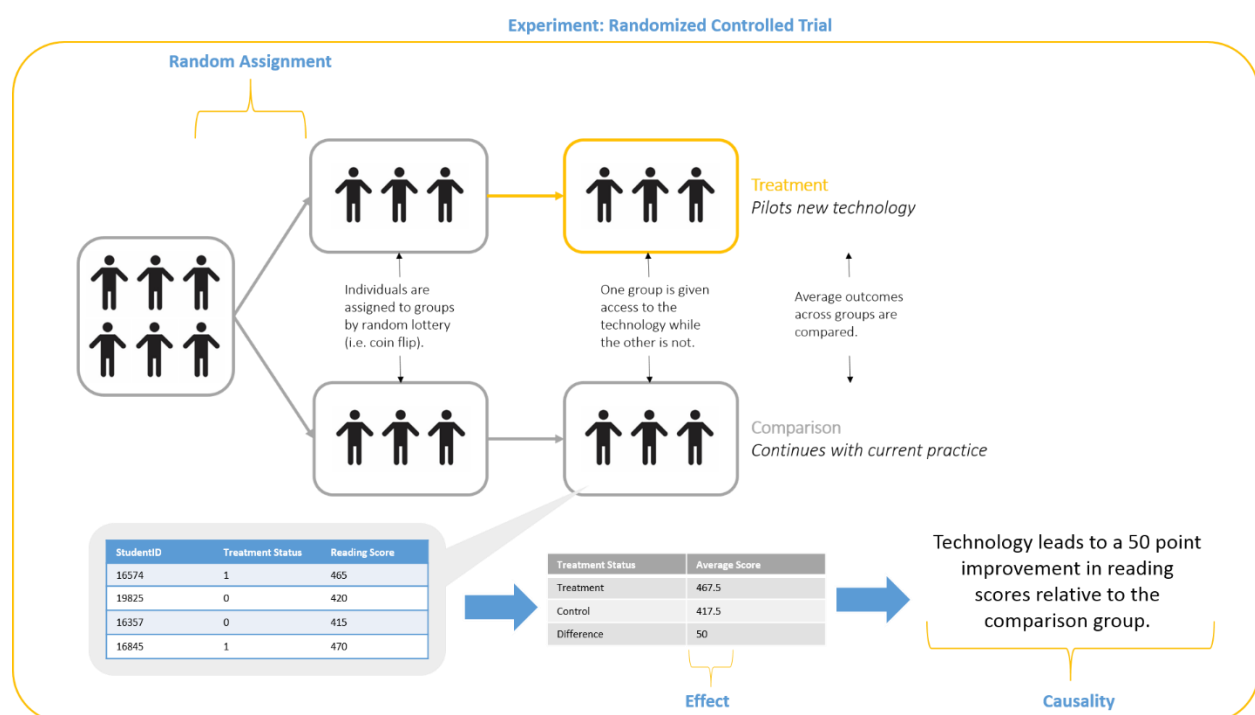 Experiment: Randomized Controlled Trial
Random Assignment
Treatment
Pilots new technology
Individuals are
assigned to groups
by random lottery
(i.e. coin flip).
One group is given
access to the
technology while
the other is not.
Average outcomes
across groups are
compared.
Comparison
Continues with current practice
StudentID Treatment Status Reading Score
16574 1 465
19825 0 420
16357 0 415
16845 1 470
Treatment Status Average Score
Treatment 467.5
Control 417.5
Difference 50
Effect
Technology leads to a 50 point
improvement in reading
scores relative to the
comparison group.
Causality